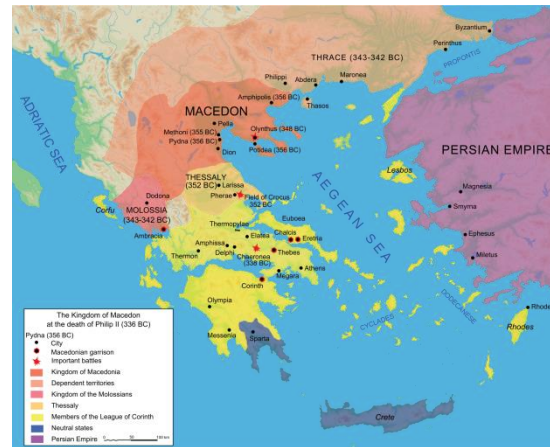 Byzantium
Perinthus
PROPONTIS
THRACE (343-342 BC)
Philippi
Abdera
Maronea
Amphipolis (356 BC)
Thasos
MACEDON
Pella
Methoni (355 BC)
Olynthus (348 BC)
Pydna (356 BC)
Potidea (356 BC)
Dion
ADRIATIC SEA
PERSIAN EMPIRE
THESSALY
(352 BC)
Larissa
Pherae
Field of Crocus
352 BC
Dodona
Corfu
MOLOSSIA
(343-342 BC)
Ambracia
AEGEAN SEA
Lesbos
Magnesia
Smyrna
Ephesus
Miletus
Thermopylae
Euboea
Elatea
Chalcis
Eretria
Amphissa
Delphi
Thermon
Chaeronea
(338 BC)
Thebes
Megara
Athens
Corinth
Olympia
Messenia
Sparta
CYCLADES
DODECANESE
Rhode
Rhodes
Crete
The Kingdom of Macedon
at the death of Philip II (336 BC)
Pydna (356 BC)
City
Macedonian garrison
Important battles
Kingdom of Macedonia
Dependent territories
Kingdom of the Molossians
Thessaly
Members of the League of Corinth
Neutral states
Persian Empire